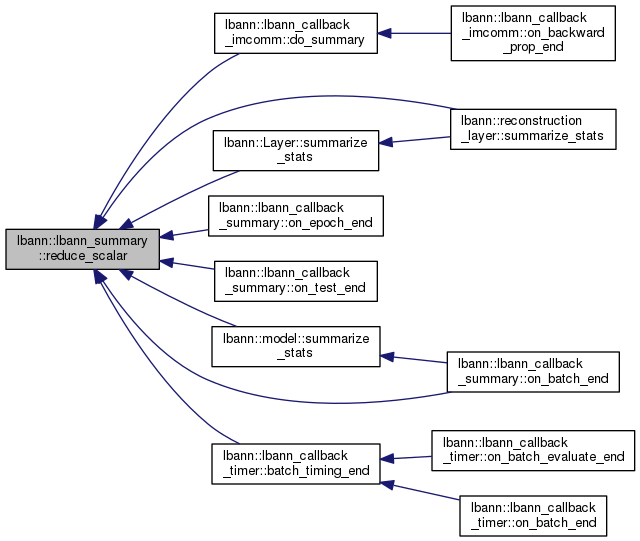 lbann::lbann_callback
_imcomm::do_summary
lbann::lbann_callback
_imcomm::on_backward
_prop_end
lbann::reconstruction
_layer::summarize_stats
lbann::Layer::summarize
_stats
lbann::lbann_callback
_summary::on_epoch_end
lbann::lbann_summary
::reduce_scalar
lbann::lbann_callback
_summary::on_test_end
lbann::model::summarize
_stats
lbann::lbann_callback
_summary::on_batch_end
lbann::lbann_callback
_timer::batch_timing_end
lbann::lbann_callback
_timer::on_batch_evaluate_end
lbann::lbann_callback
_timer::on_batch_end